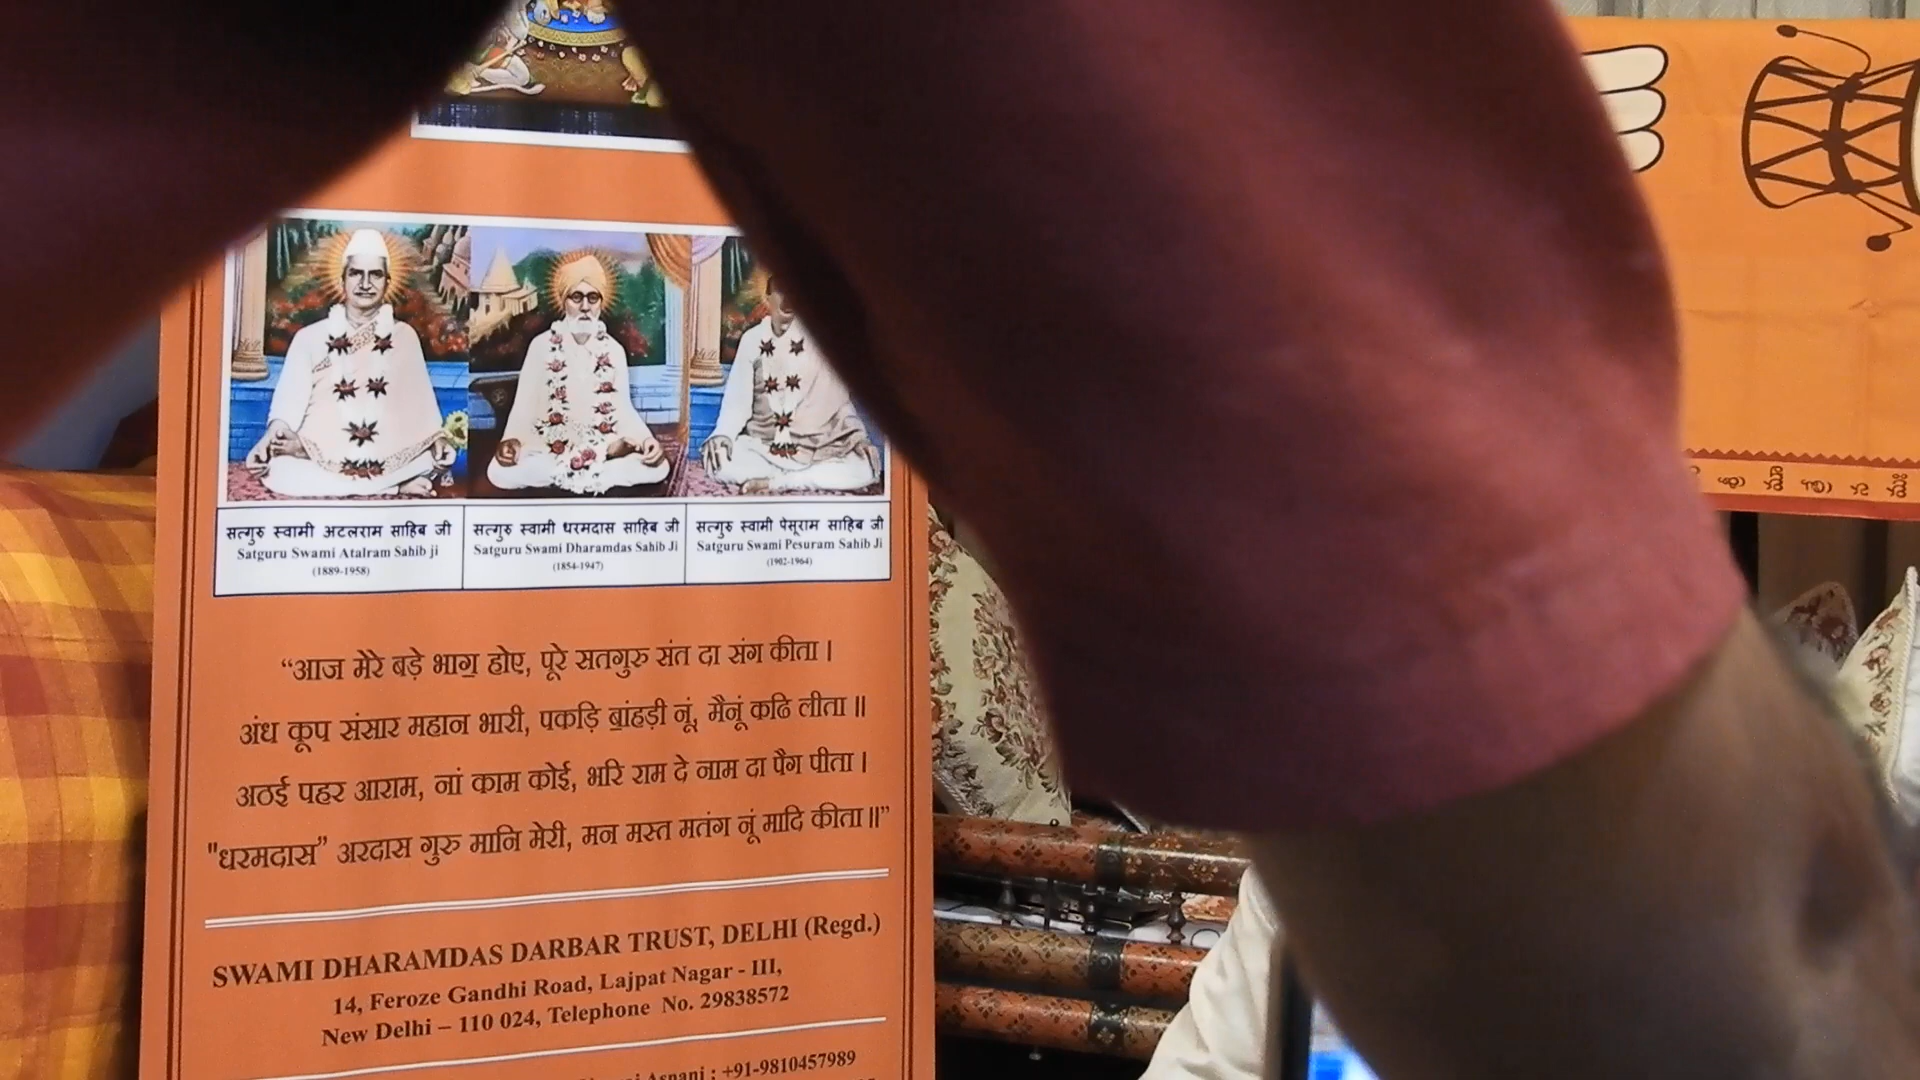 सत्गुरु स्वामी अटलराम साहिब जी
Satguru Swami Atalram Sahib ji
(1889-1958)
सत्गुरु स्वामी धरमदास साहिब जी
Satguru Swami Dharamdas Sahib Ji
(1854-1947)
सत्गुरु स्वामी पेसूराम साहिब जी
Satguru Swami Pesuram Sahib Ji
(1902-1964)
“आज मेरे बड़े भाग॒ होए, पूरे सतगुरु संत दा संग कीता ।
अंध कूप संसार महान भारी, पकड़ि बा॒ंहड़ी नूं, मैनूं कढि लीता ॥
अठई पहर आराम, नां काम कोई, भरि राम दे नाम दा पैग पीता ।
"धरमदास” अरदास गुरु मानि मेरी, मन मस्त मतंग नूं मादि कीता ॥”
SWAMI DHARAMDAS DARBAR TRUST, DELHI (Regd.)
14, Feroze Gandhi Road, Lajpat Nagar - III,
New Delhi – 110 024, Telephone No. 29838572
Asnani : +91-9810457989